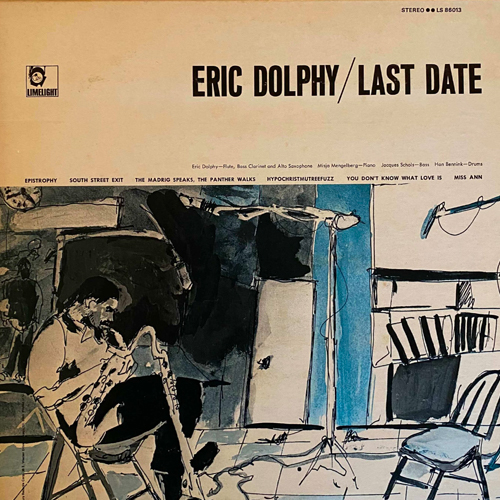 STEREO ●● LS 86013
LIMELIGHT
ERIC DOLPHY/LAST DATE
Eric Dolphy—Flute, Bass Clarinet and Alto Saxophone Misja Mengelberg—Piano Jacques Schols—Bass Han Bennink—Drums
EPISTROPHY SOUTH STREET EXIT THE MADRIG SPEAKS, THE PANTHER WALKS HYPOCHRISTMUTREEFUZZ YOU DON'T KNOW WHAT LOVE IS MISS ANN